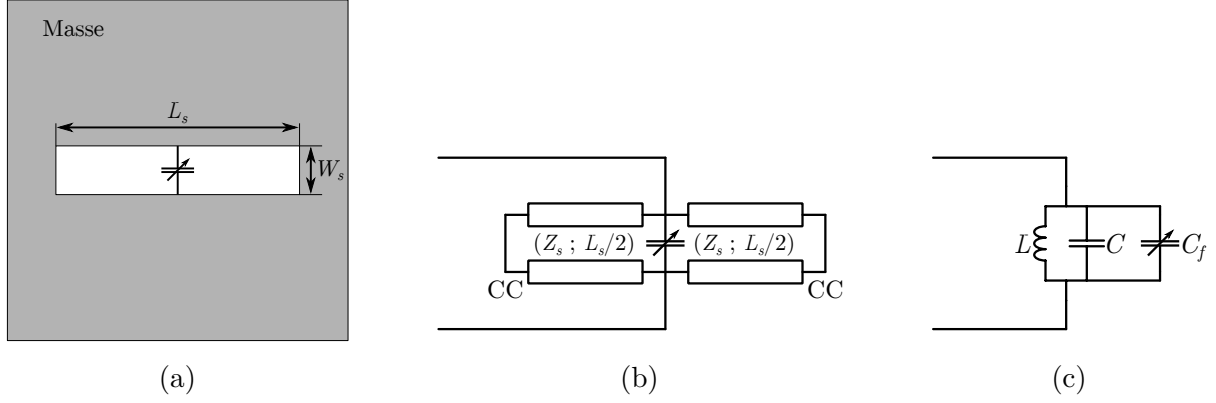 Masse
L_s
W_s
(Z_s ; L_s/2) (Z_s ; L_s/2)
CC CC
L C C_f
(a) (b) (c)